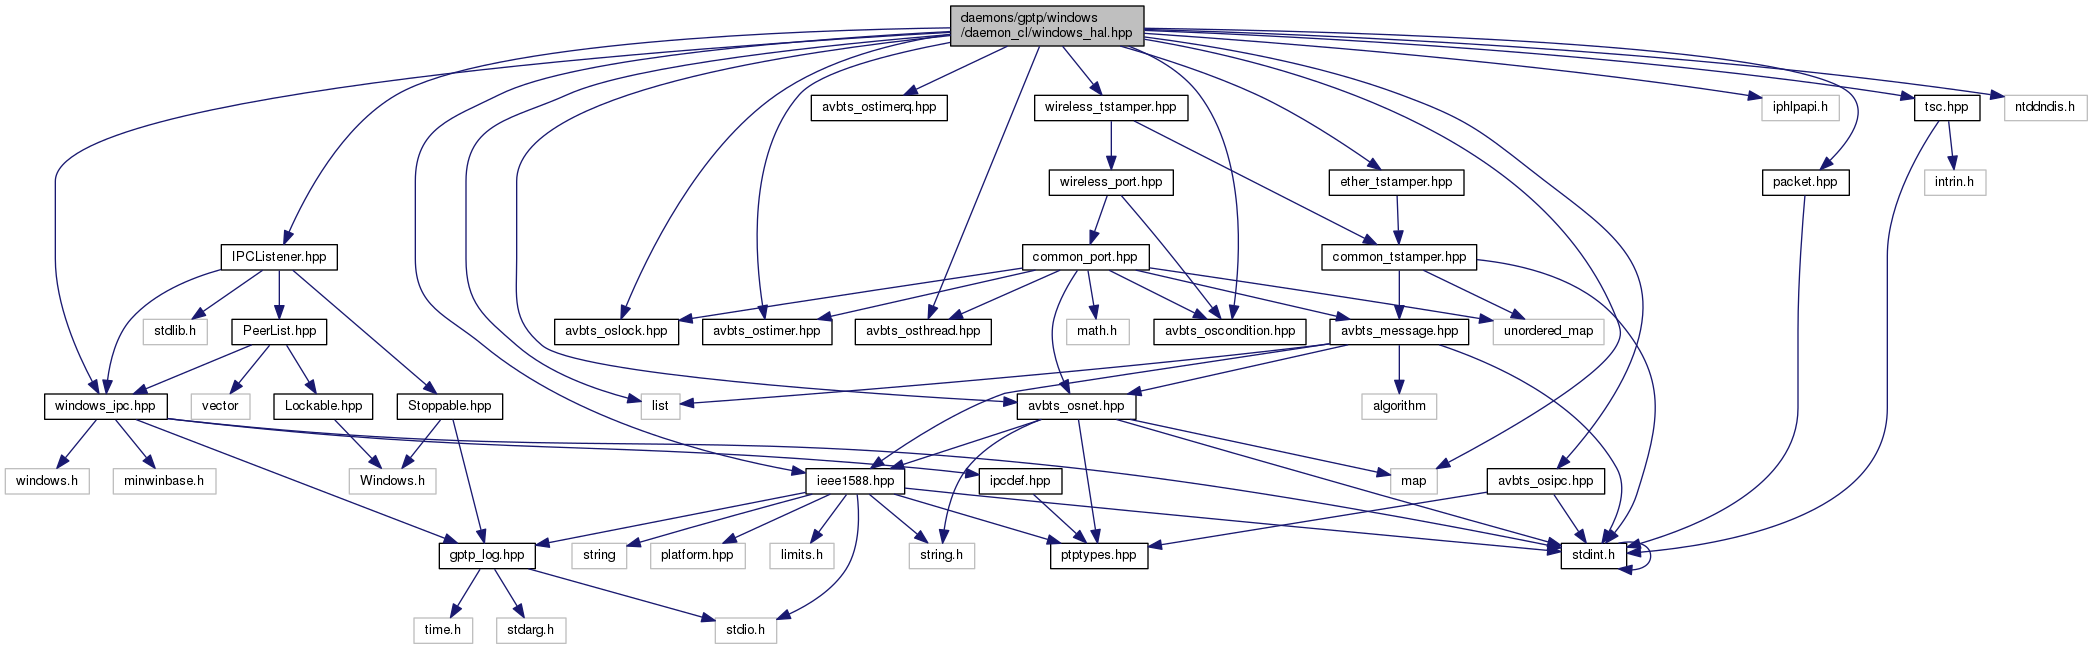 daemons/gptp/windows
/daemon_cl/windows_hal.hpp
avbts_ostimerq.hpp
wireless_tstamper.hpp
iphlpapi.h
tsc.hpp
ntddndis.h
wireless_port.hpp
ether_tstamper.hpp
packet.hpp
intrin.h
IPCListener.hpp
common_port.hpp
common_tstamper.hpp
stdlib.h
PeerList.hpp
avbts_oslock.hpp
avbts_ostimer.hpp
avbts_osthread.hpp
math.h
avbts_oscondition.hpp
avbts_message.hpp
unordered_map
windows_ipc.hpp
vector
Lockable.hpp
Stoppable.hpp
list
avbts_osnet.hpp
algorithm
windows.h
minwinbase.h
Windows.h
ieee1588.hpp
ipcdef.hpp
map
avbts_osipc.hpp
gptp_log.hpp
string
platform.hpp
limits.h
string.h
ptptypes.hpp
stdint.h
time.h
stdarg.h
stdio.h